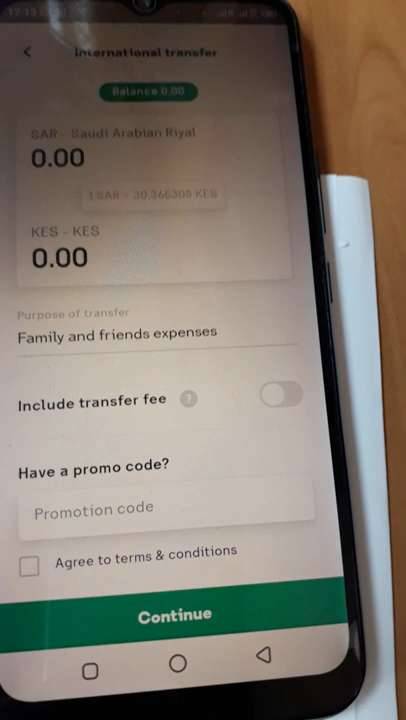 17:13
International transfer
Balance 0.00
SAR - Saudi Arabian Riyal
0.00
1 SAR - 30.365308 KES
KES - KES
0.00
Purpose of transfer
Family and friends expenses
Include transfer fee ?
Have a promo code?
Promotion code
Agree to terms & conditions
Continue